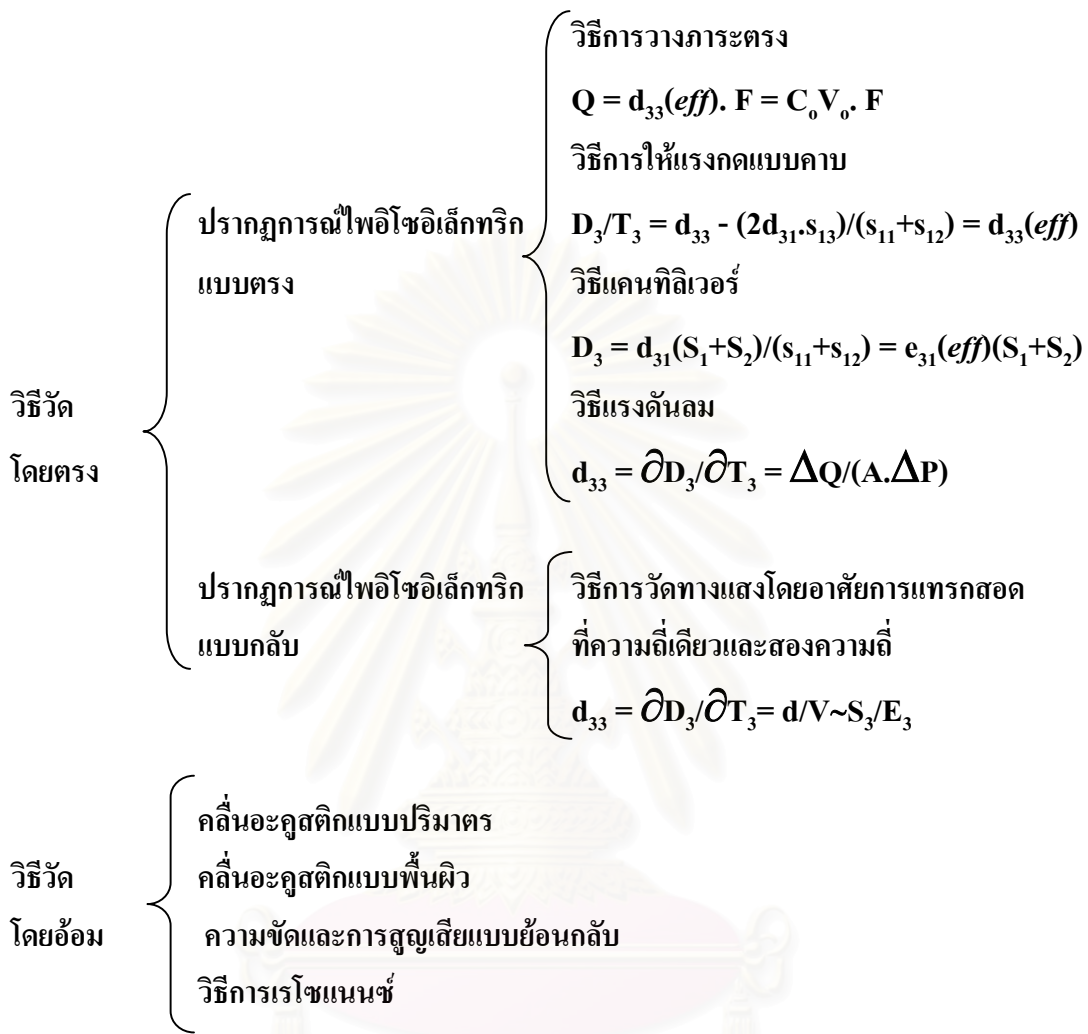 วิธีวัด
โดยตรง
ปรากฏการณ์ไพอิโซอิเล็กทริก
แบบตรง
วิธีการวางภาระตรง
Q = d₃₃(eff). F = CₒVₒ. F
วิธีการให้แรงกดแบบคาบ
D₃/T₃ = d₃₃ - (2d₃₁.s₁₃)/(s₁₁+s₁₂) = d₃₃(eff)
วิธีแคนทิลิเวอร์
D₃ = d₃₁(S₁+S₂)/(s₁₁+s₁₂) = e₃₁(eff)(S₁+S₂)
วิธีแรงดันลม
d₃₃ = ∂D₃/∂T₃ = ΔQ/(A.ΔP)
ปรากฏการณ์ไพอิโซอิเล็กทริก
แบบกลับ
วิธีการวัดทางแสงโดยอาศัยการแทรกสอด
ที่ความถี่เดียวและสองความถี่
d₃₃ = ∂D₃/∂T₃= d/V~S₃/E₃
วิธีวัด
โดยอ้อม
คลื่นอะคูสติกแบบปริมาตร
คลื่นอะคูสติกแบบพื้นผิว
ความขัดและการสูญเสียแบบย้อนกลับ
วิธีการเรโซแนนซ์